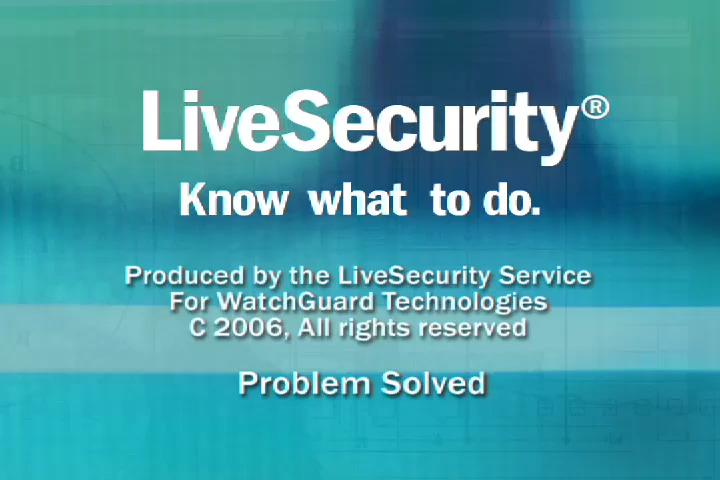 LiveSecurity®
Know what to do.
Produced by the LiveSecurity Service
For WatchGuard Technologies
C 2006, All rights reserved
Problem Solved